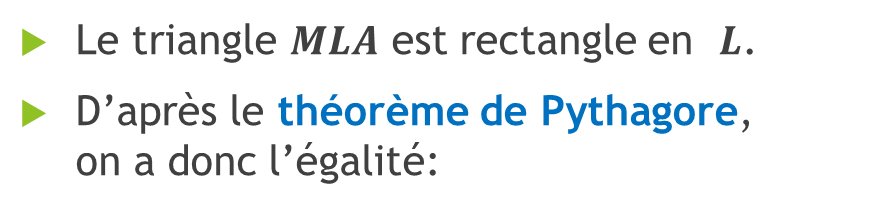 Le triangle MLA est rectangle en L.
D’après le théorème de Pythagore,
on a donc l’égalité: